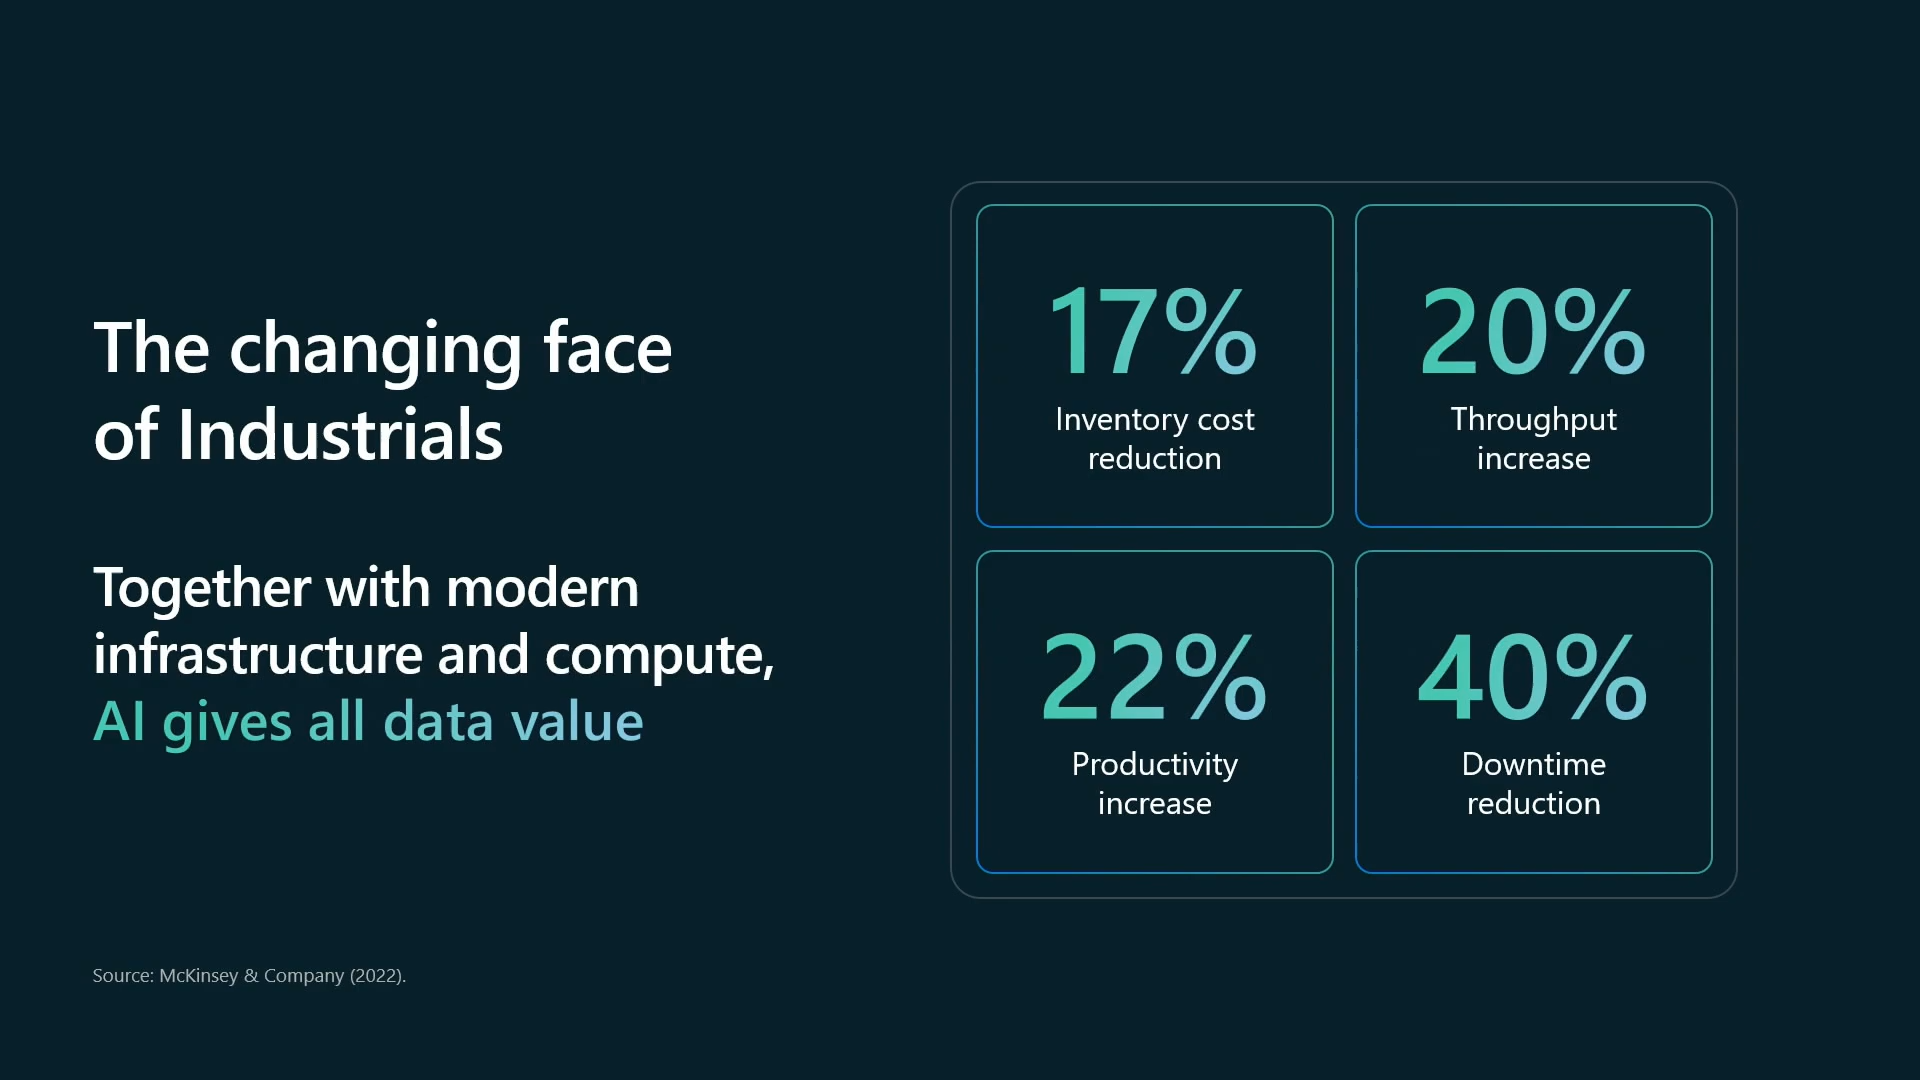 The changing face
of Industrials
Together with modern
infrastructure and compute,
AI gives all data value
17%
Inventory cost
reduction
20%
Throughput
increase
22%
Productivity
increase
40%
Downtime
reduction
Source: McKinsey & Company (2022).